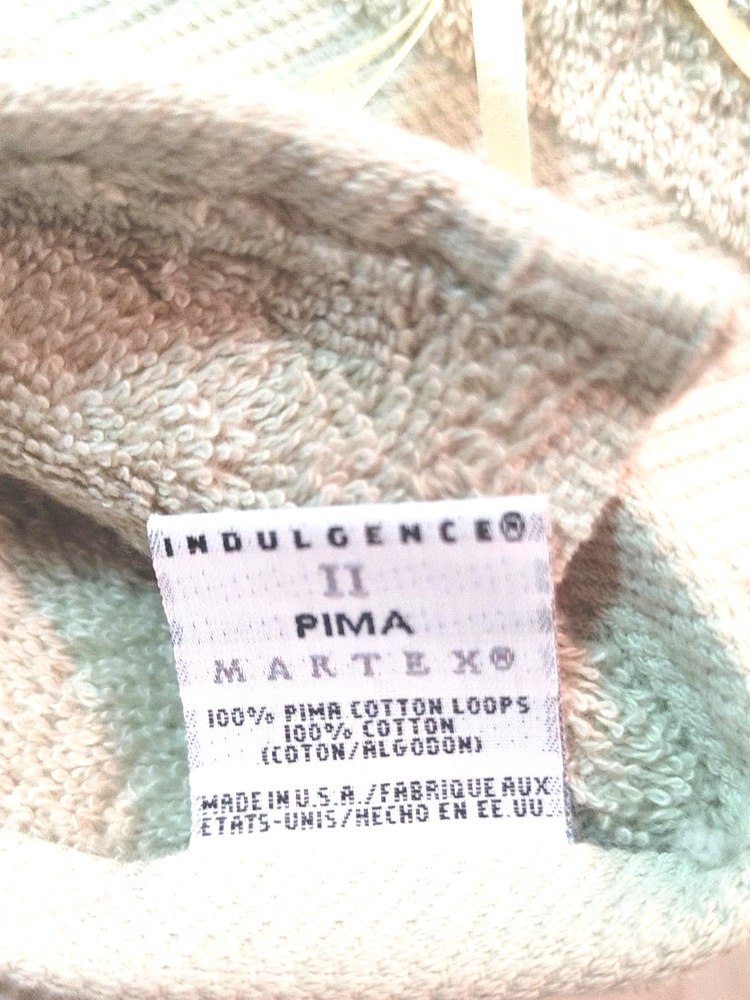 INDULGENCE®
II
PIMA
MARTEX®
100% PIMA COTTON LOOPS
100% COTTON
(COTON/ALGODON)
MADE IN U.S.A./FABRIQUE AUX
ETATS-UNIS/HECHO EN EE.UU.